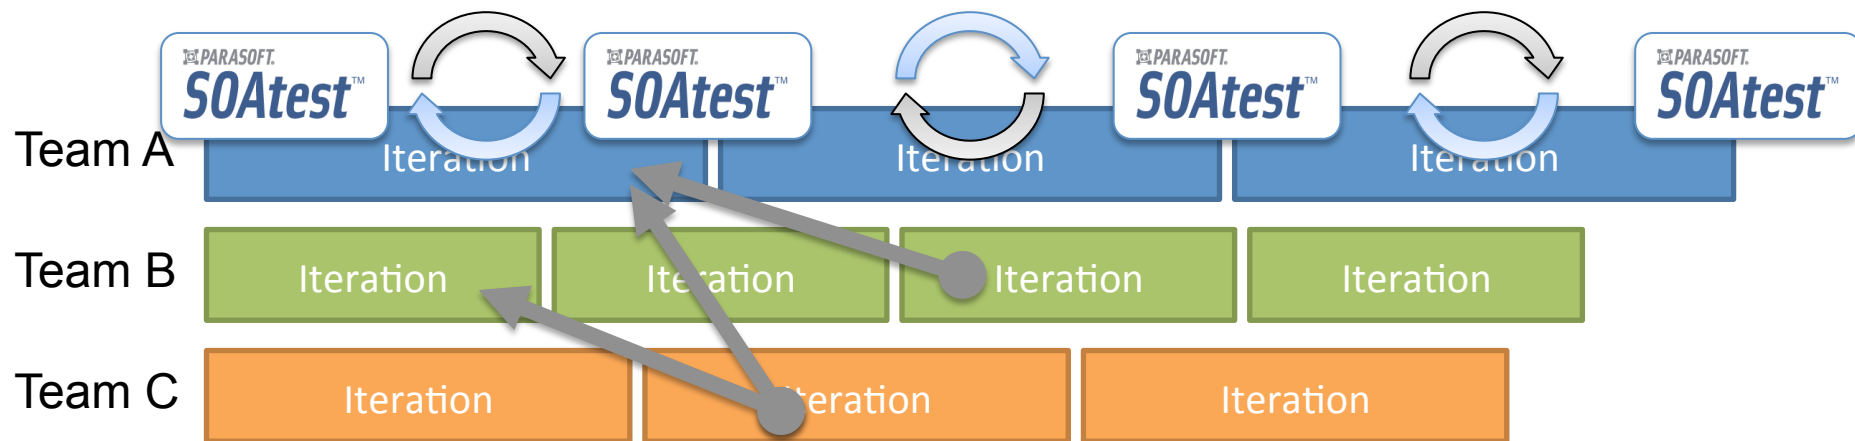 PARASOFT.
SOAtest™
PARASOFT.
SOAtest™
PARASOFT.
SOAtest™
PARASOFT.
SOAtest™
Team A
Iteration
Iteration
Iteration
Team B
Iteration
Iteration
Iteration
Iteration
Team C
Iteration
Iteration
Iteration